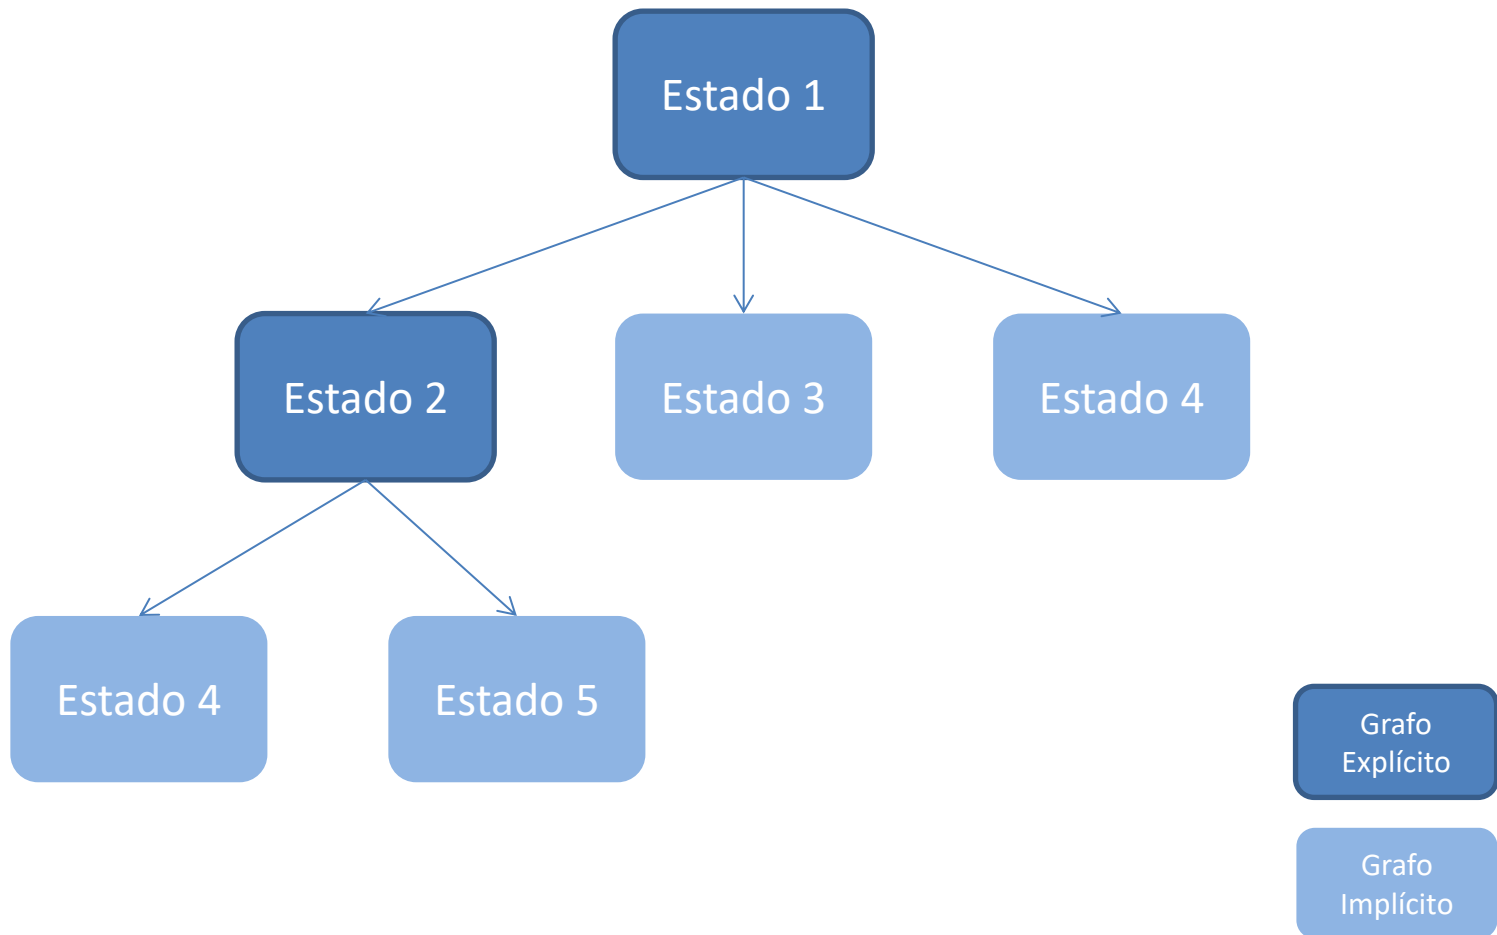 Estado 1
Estado 2
Estado 3
Estado 4
Estado 4
Estado 5
Grafo
Explícito
Grafo
Implícito